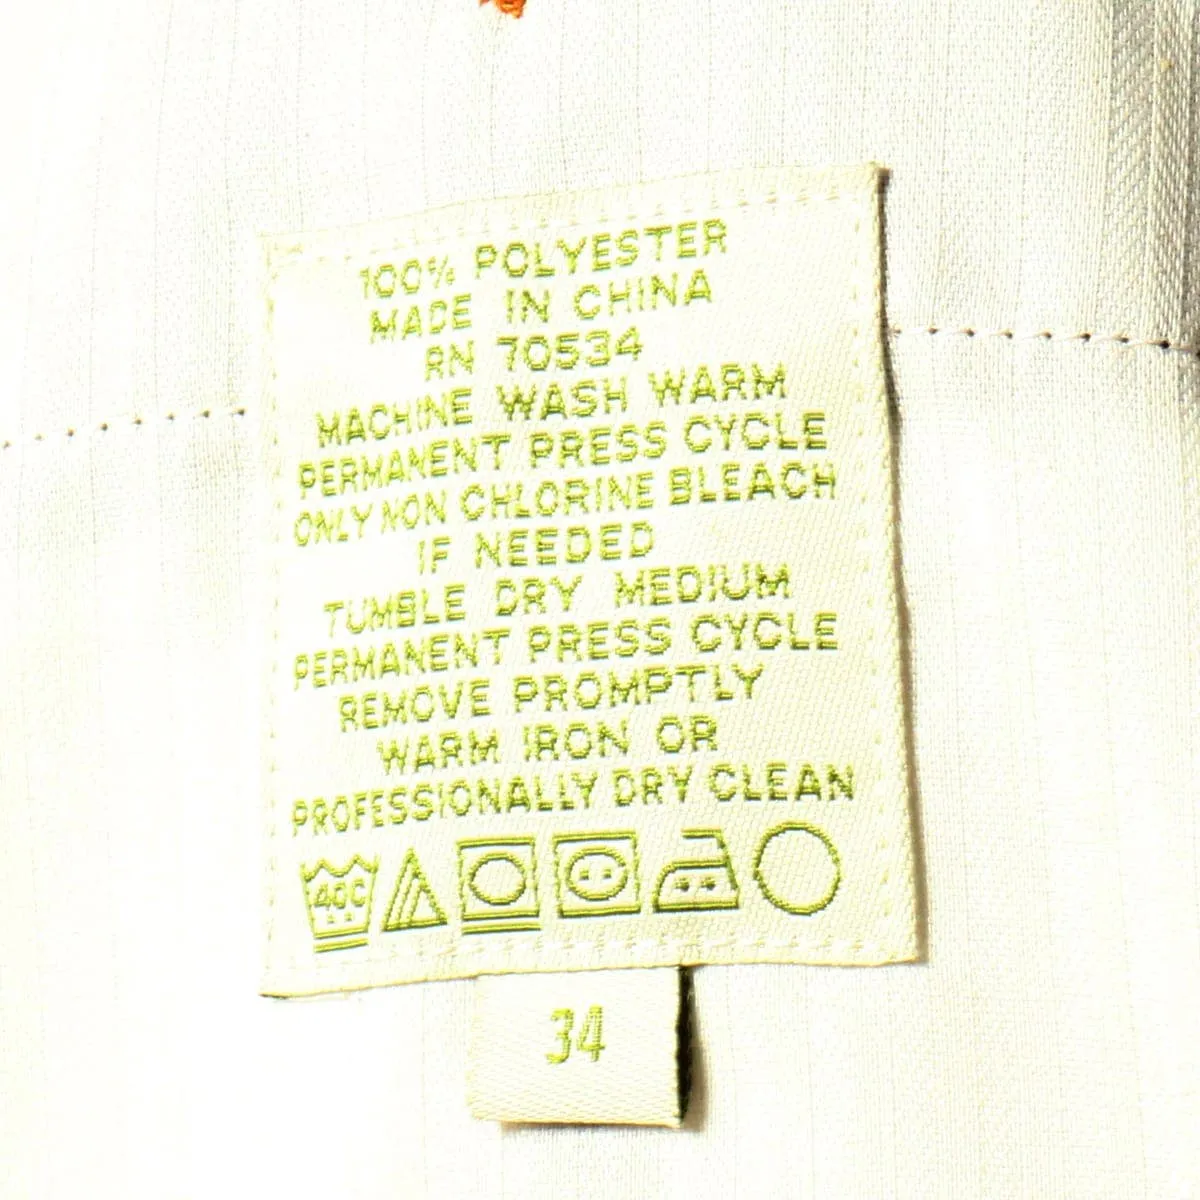 100% POLYESTER
MADE IN CHINA
RN 70534
MACHINE WASH WARM
PERMANENT PRESS CYCLE
ONLY NON CHLORINE BLEACH
IF NEEDED
TUMBLE DRY MEDIUM
PERMANENT PRESS CYCLE
REMOVE PROMPTLY
WARM IRON OR
PROFESSIONALLY DRY CLEAN
40C
34